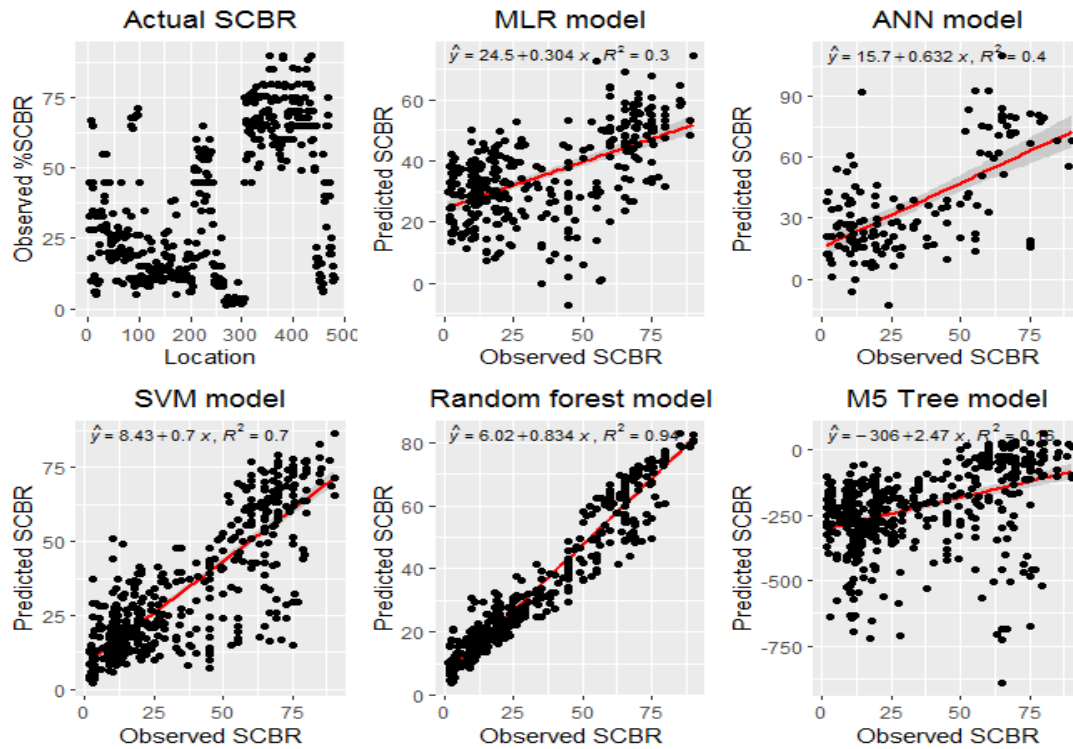 Actual SCBR
Observed %SCBR
75
50
25
0
0 100 200 300 400 500
Location
MLR model
ŷ = 24.5 + 0.304 x, R² = 0.3
Predicted SCBR
60
40
20
0
0 25 50 75
Observed SCBR
ANN model
ŷ = 15.7 + 0.632 x, R² = 0.4
Predicted SCBR
90
60
30
0
0 25 50 75
Observed SCBR
SVM model
ŷ = 8.43 + 0.7 x, R² = 0.7
Predicted SCBR
75
50
25
0
0 25 50 75
Observed SCBR
Random forest model
ŷ = 6.02 + 0.834 x, R² = 0.94
Predicted SCBR
80
60
40
20
0
0 25 50 75
Observed SCBR
M5 Tree model
ŷ = − 306 + 2.47 x, R² = 0.16
Predicted SCBR
0
-250
-500
-750
0 25 50 75
Observed SCBR